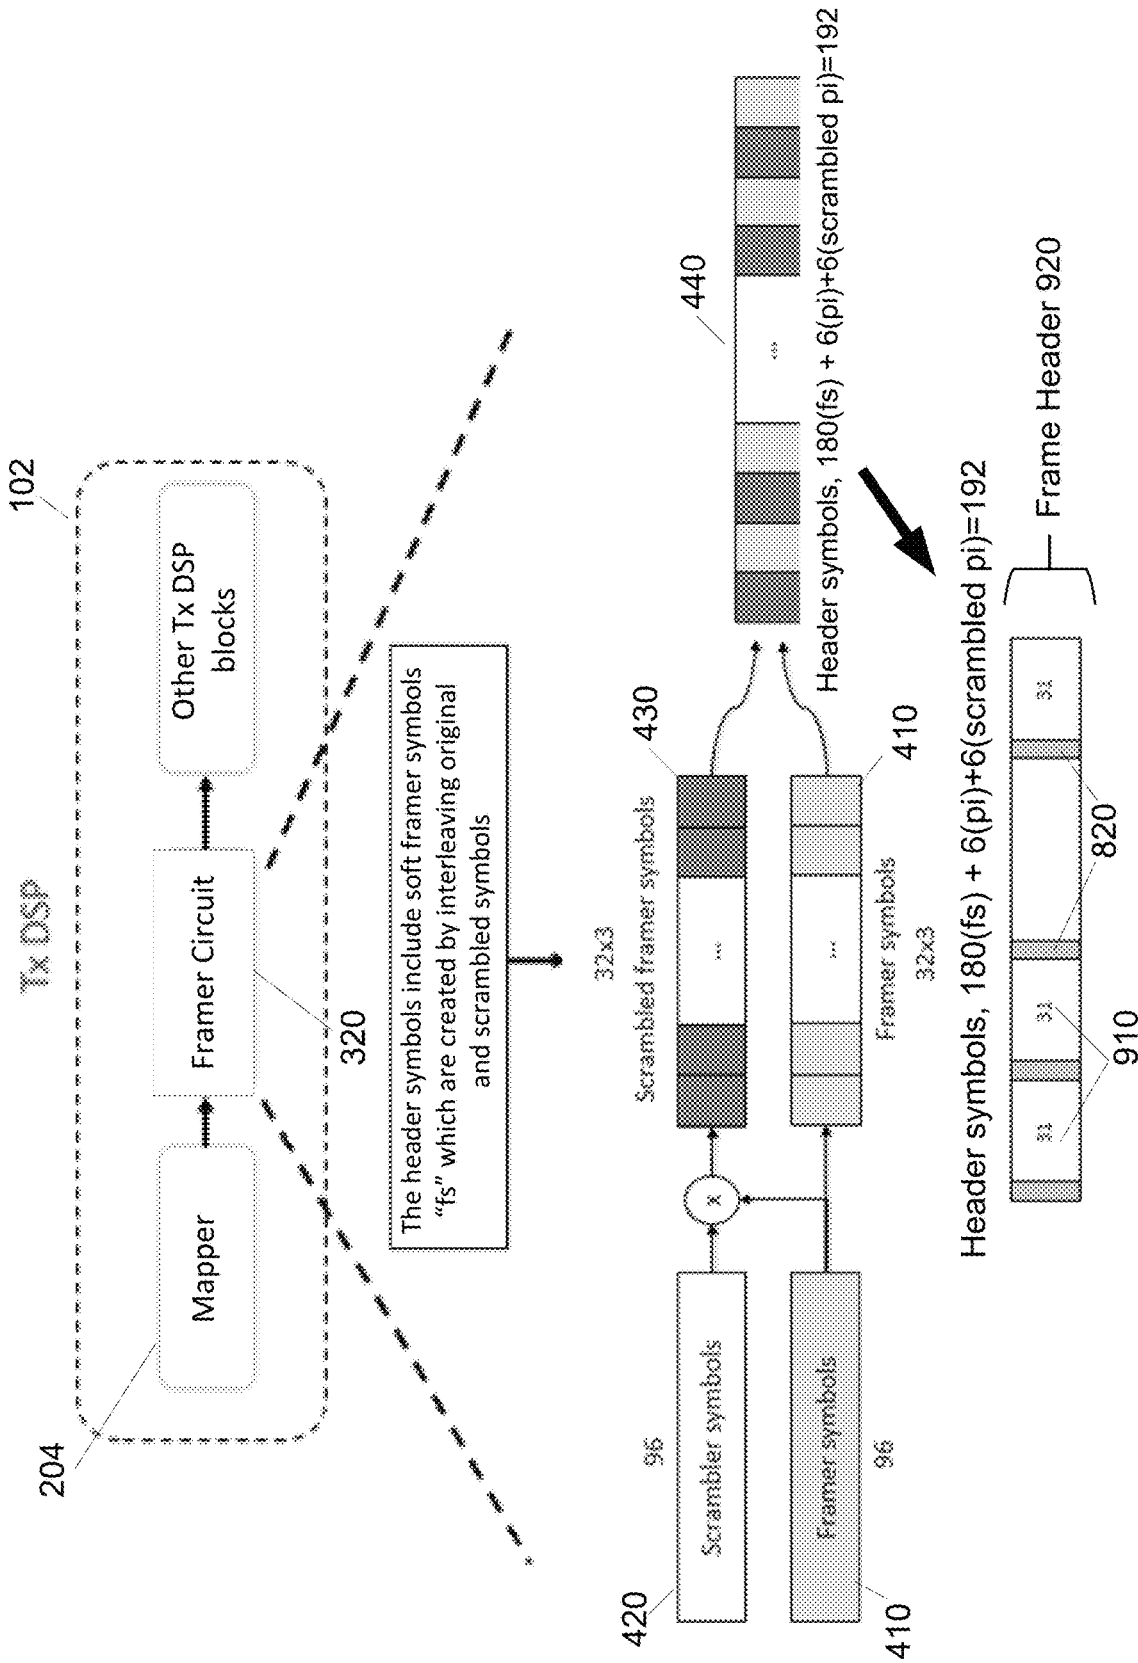 Tx DSP
102
204
Mapper
Framer Circuit
320
Other Tx DSP
blocks
The header symbols include soft framer symbols
“fs” which are created by interleaving original
and scrambled symbols
96
420
Scrambler symbols
Framer symbols
96
410
x
32x3
Scrambled framer symbols
430
...
...
410
Framer symbols
32x3
440
Header symbols, 180(fs) + 6(pi)+6(scrambled pi)=192
Header symbols, 180(fs) + 6(pi)+6(scrambled pi)=192
31
31
31
910
820
Frame Header 920